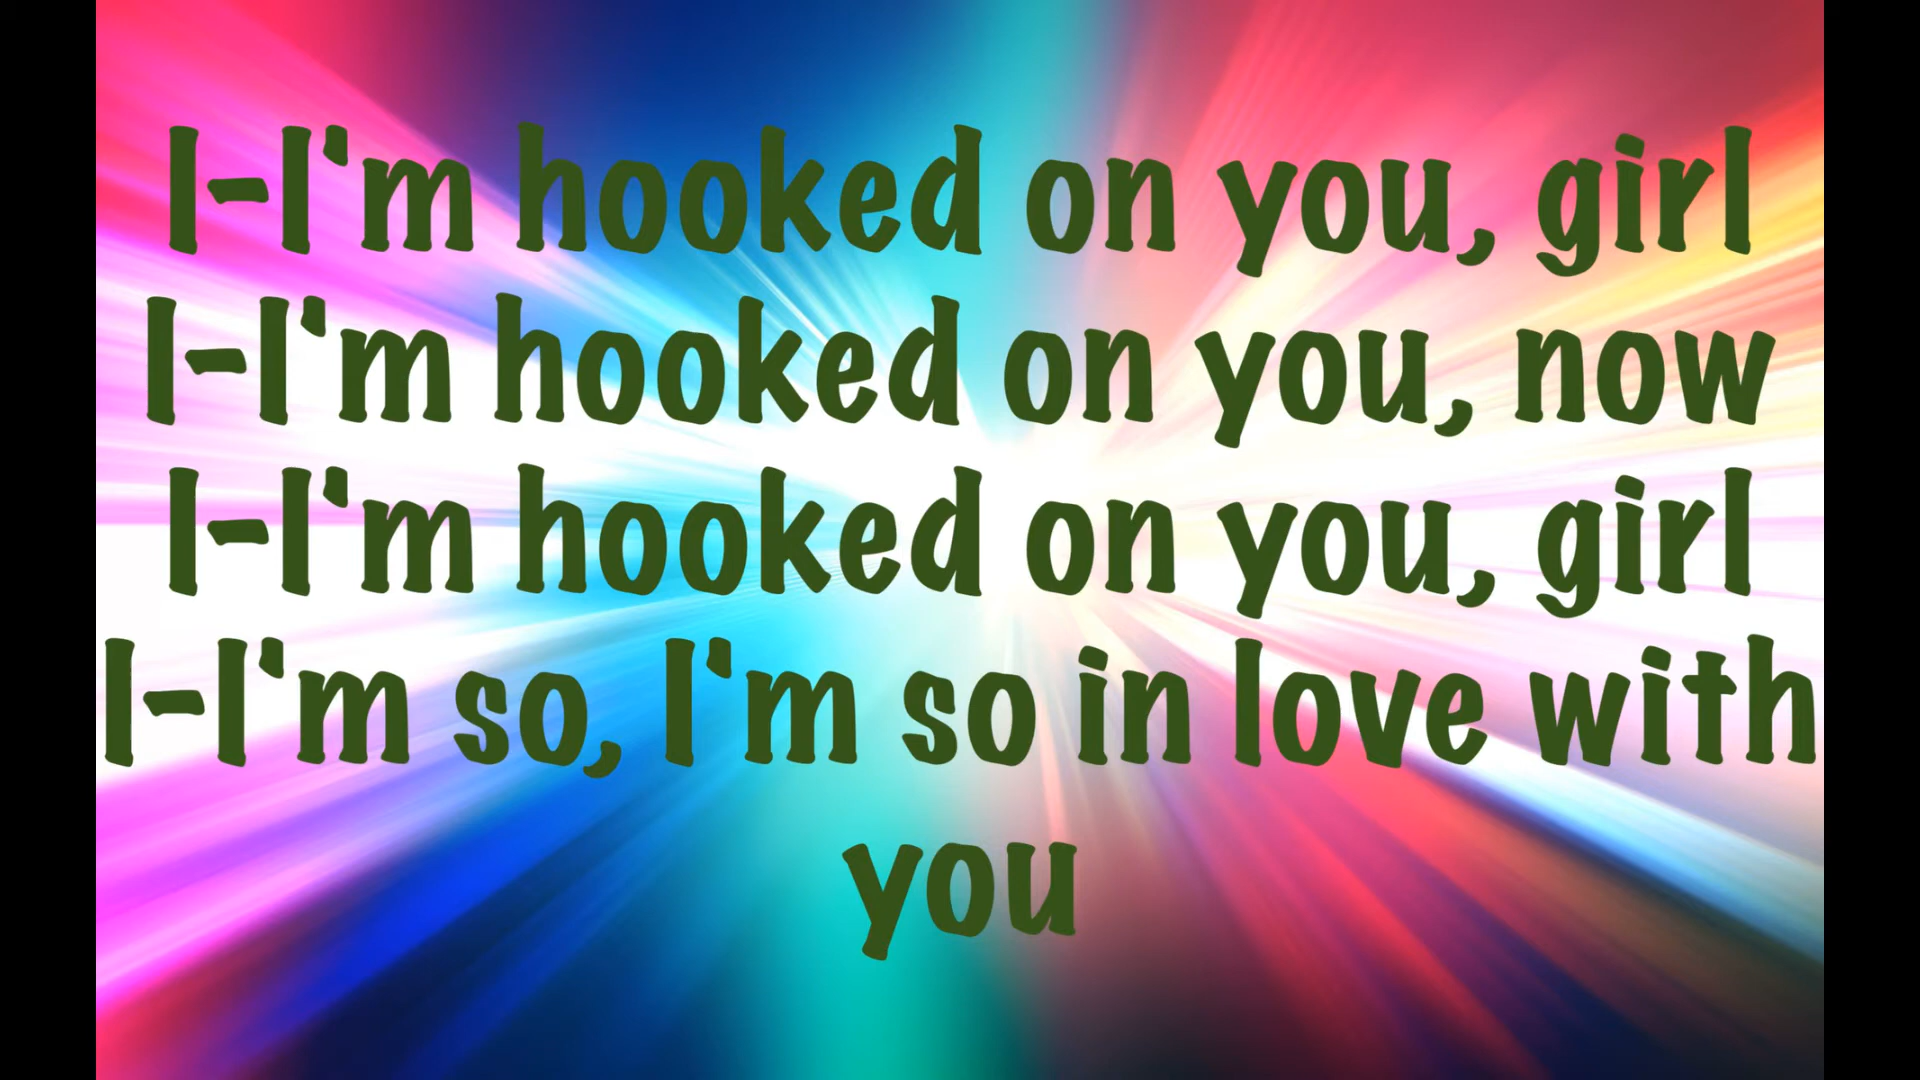 I-I'm hooked on you, girl
I-I'm hooked on you, now
I-I'm hooked on you, girl
I-I'm so, I'm so in love with
you